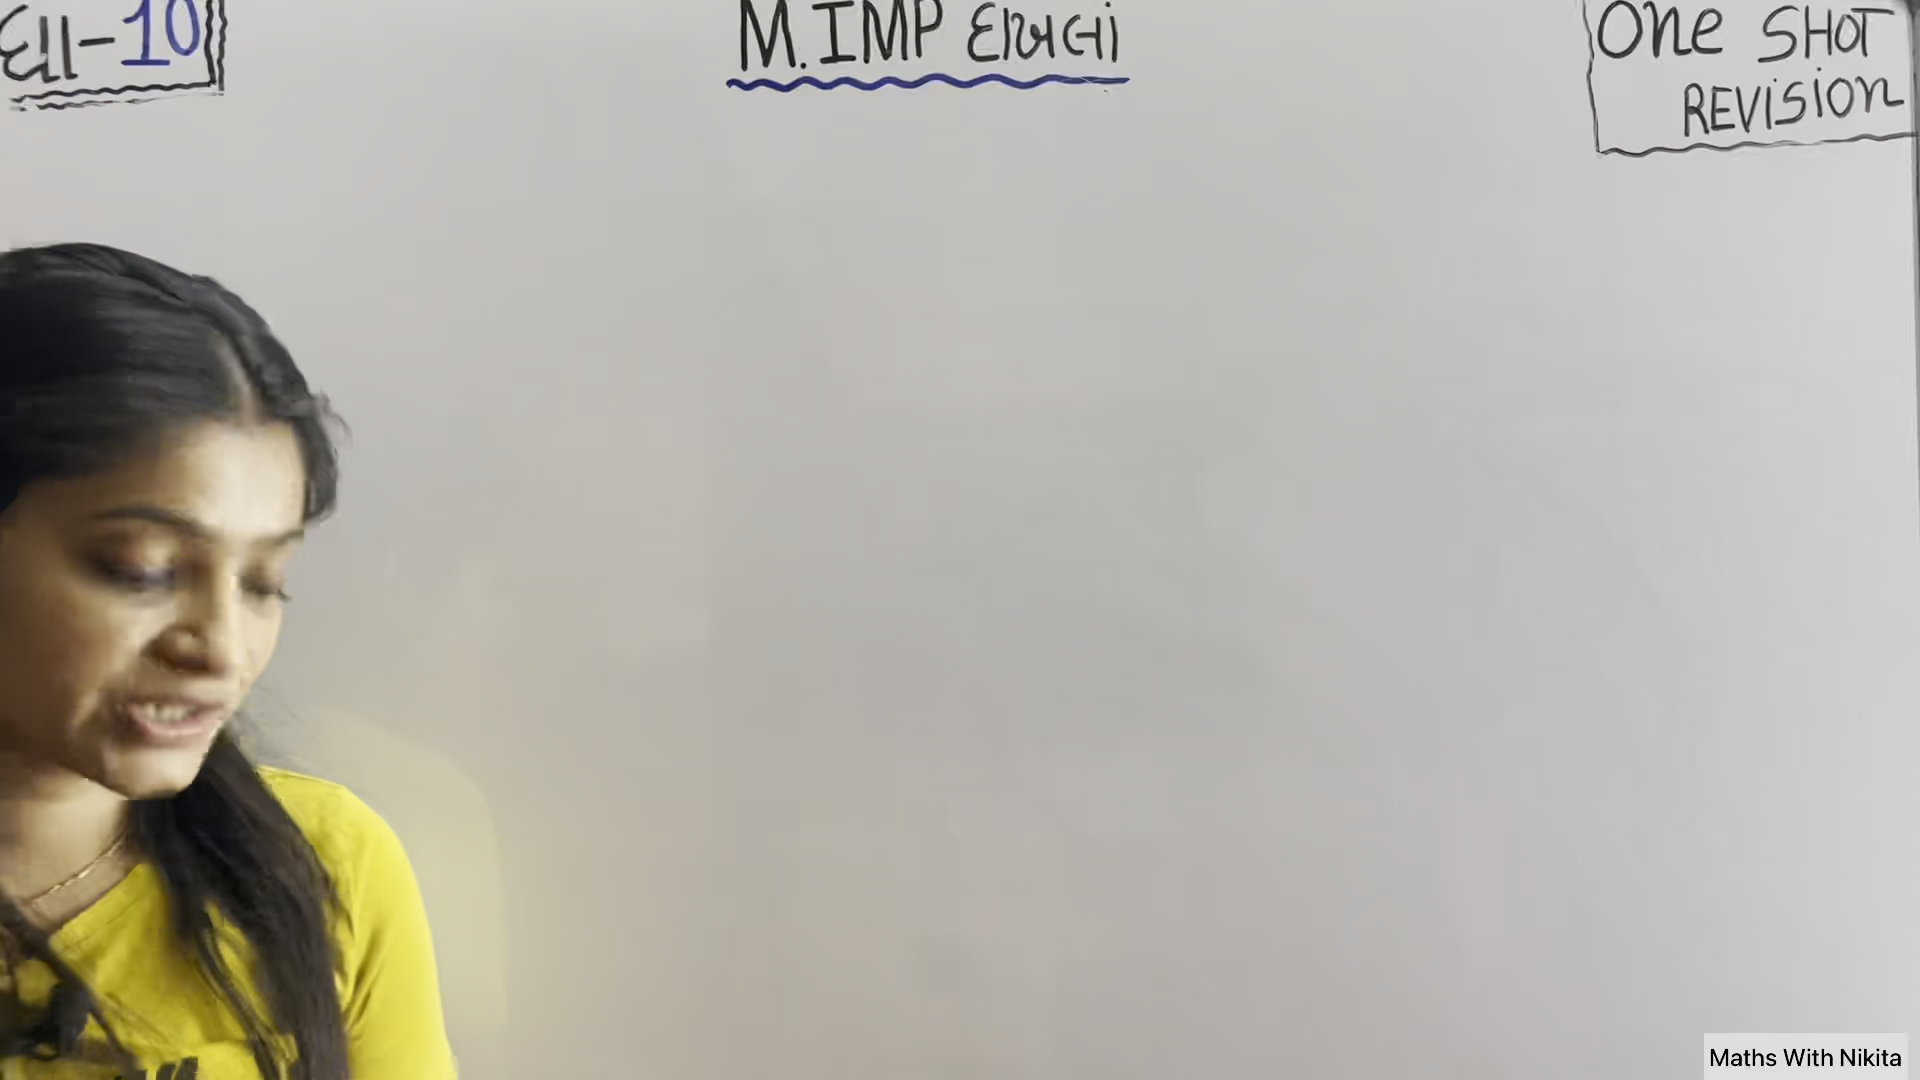 ધો-10
M. IMP દાખલાં
One SHOT
REVISION
Maths With Nikita